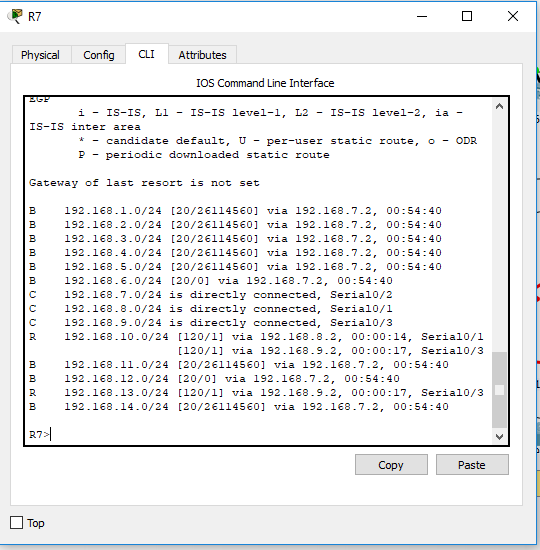 R7
Physical Config CLI Attributes
IOS Command Line Interface
EGP
i - IS-IS, L1 - IS-IS level-1, L2 - IS-IS level-2, ia -
IS-IS inter area
* - candidate default, U - per-user static route, o - ODR
P - periodic downloaded static route
Gateway of last resort is not set
B 192.168.1.0/24 [20/26114560] via 192.168.7.2, 00:54:40
B 192.168.2.0/24 [20/26114560] via 192.168.7.2, 00:54:40
B 192.168.3.0/24 [20/26114560] via 192.168.7.2, 00:54:40
B 192.168.4.0/24 [20/26114560] via 192.168.7.2, 00:54:40
B 192.168.5.0/24 [20/26114560] via 192.168.7.2, 00:54:40
B 192.168.6.0/24 [20/0] via 192.168.7.2, 00:54:40
C 192.168.7.0/24 is directly connected, Serial0/2
C 192.168.8.0/24 is directly connected, Serial0/1
C 192.168.9.0/24 is directly connected, Serial0/3
R 192.168.10.0/24 [120/1] via 192.168.8.2, 00:00:14, Serial0/1
[120/1] via 192.168.9.2, 00:00:17, Serial0/3
B 192.168.11.0/24 [20/26114560] via 192.168.7.2, 00:54:40
B 192.168.12.0/24 [20/0] via 192.168.7.2, 00:54:40
R 192.168.13.0/24 [120/1] via 192.168.9.2, 00:00:17, Serial0/3
B 192.168.14.0/24 [20/26114560] via 192.168.7.2, 00:54:40
R7>
Copy Paste
Top